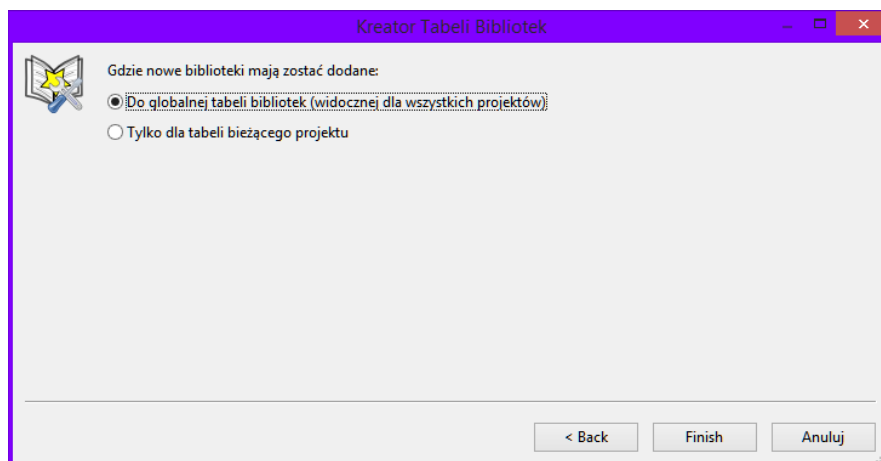 Kreator Tabeli Bibliotek
Gdzie nowe biblioteki mają zostać dodane:
Do globalnej tabeli bibliotek (widocznej dla wszystkich projektów)
Tylko dla tabeli bieżącego projektu
< Back Finish Anuluj